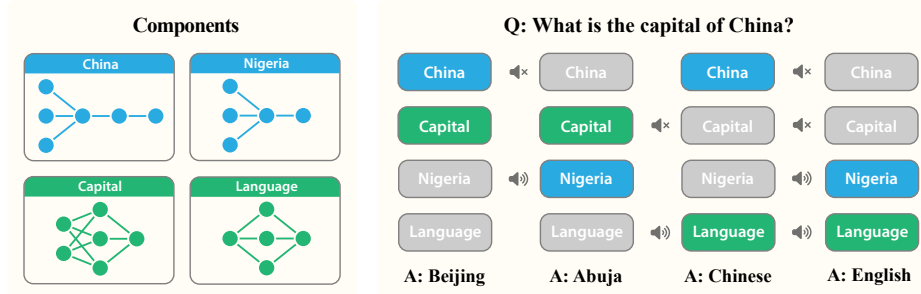 Components
China
Nigeria
Capital
Language
Q: What is the capital of China?
China China China China
Capital Capital Capital Capital
Nigeria Nigeria Nigeria Nigeria
Language Language Language Language
A: Beijing A: Abuja A: Chinese A: English